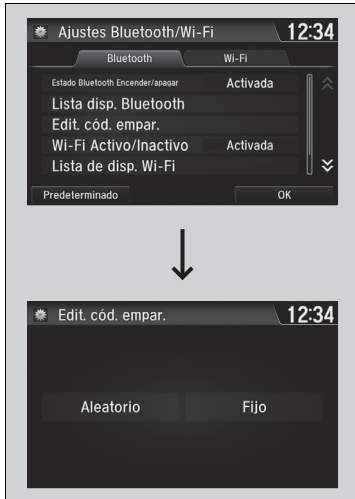 Ajustes Bluetooth/Wi-Fi 12:34
Bluetooth Wi-Fi
Estado Bluetooth Encender/apagar Activada
Lista disp. Bluetooth
Edit. cód. empar.
Wi-Fi Activo/Inactivo Activada
Lista de disp. Wi-Fi
Predeterminado OK
Edit. cód. empar. 12:34
Aleatorio Fijo